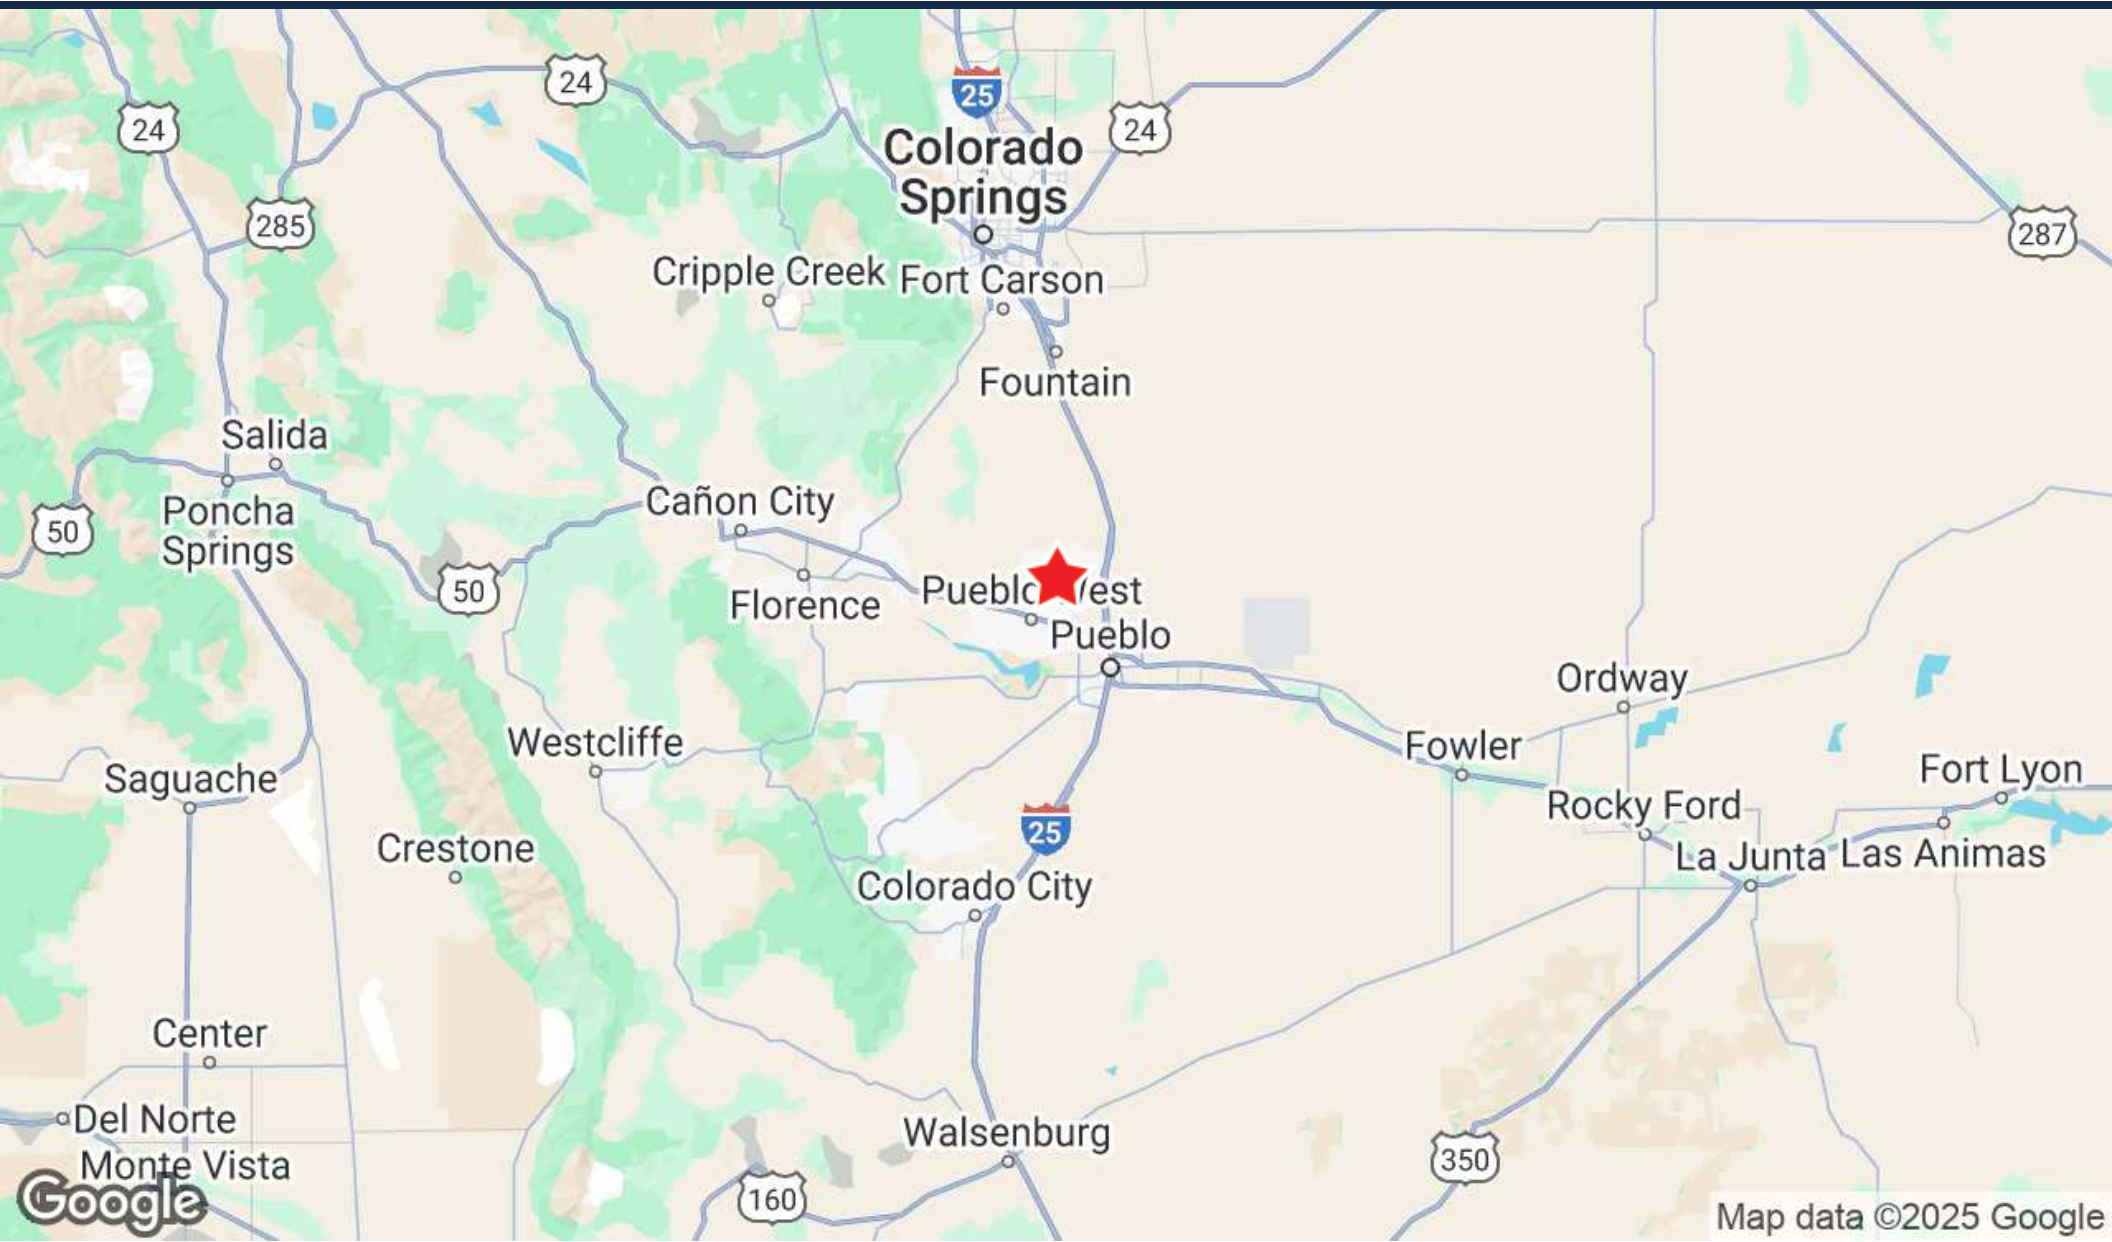 24
25
24
24
Colorado
Springs
285
287
Cripple Creek
Fort Carson
Fountain
Salida
Cañon City
50
Poncha
Springs
50
Florence
Pueblo West
Pueblo
Ordway
Westcliffe
Fowler
Saguache
Fort Lyon
Rocky Ford
25
Crestone
La Junta
Las Animas
Colorado City
Center
Del Norte
Walsenburg
350
Monte Vista
160
Google
Map data ©2025 Google